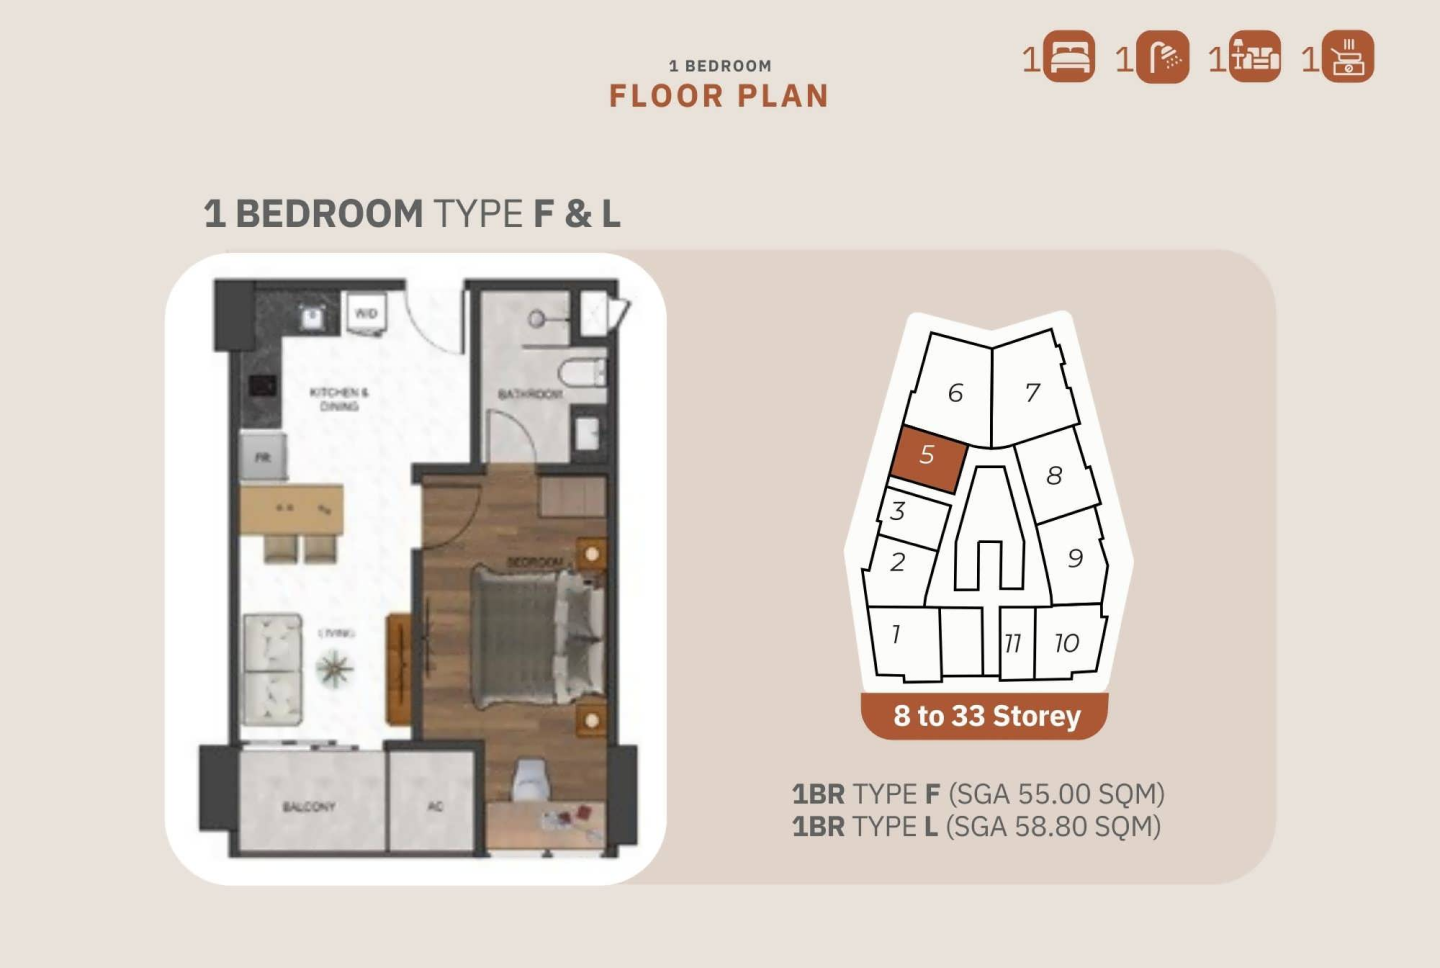 1 BEDROOM
FLOOR PLAN
1 1 1 1
1 BEDROOM TYPE F & L
W/D
KITCHEN &
DINING
BATHROOM
FR
BEDROOM
LIVING
BALCONY
AC
6
7
5
8
3
2
9
1
11
10
8 to 33 Storey
1BR TYPE F (SGA 55.00 SQM)
1BR TYPE L (SGA 58.80 SQM)